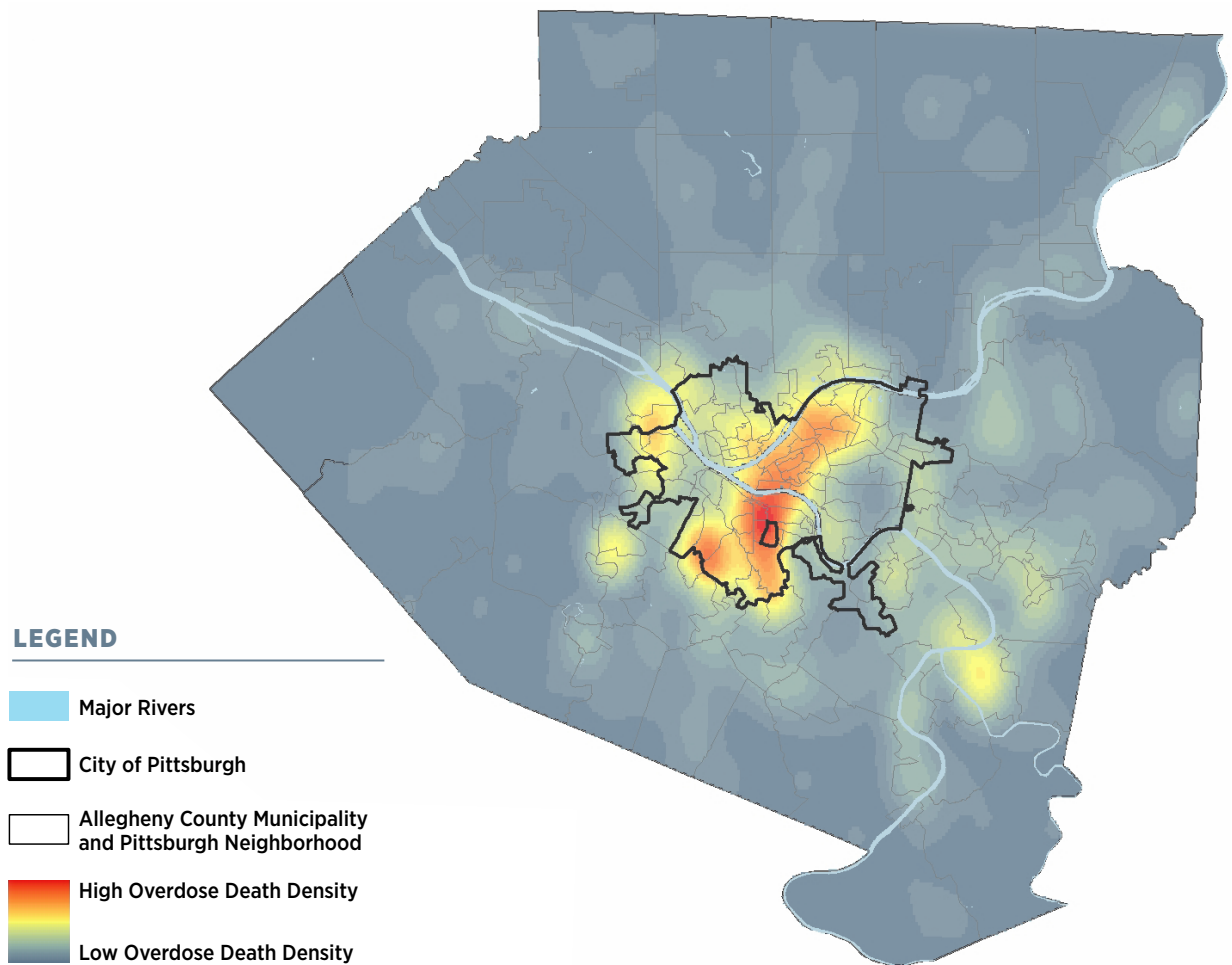 LEGEND
Major Rivers
City of Pittsburgh
Allegheny County Municipality
and Pittsburgh Neighborhood
High Overdose Death Density
Low Overdose Death Density